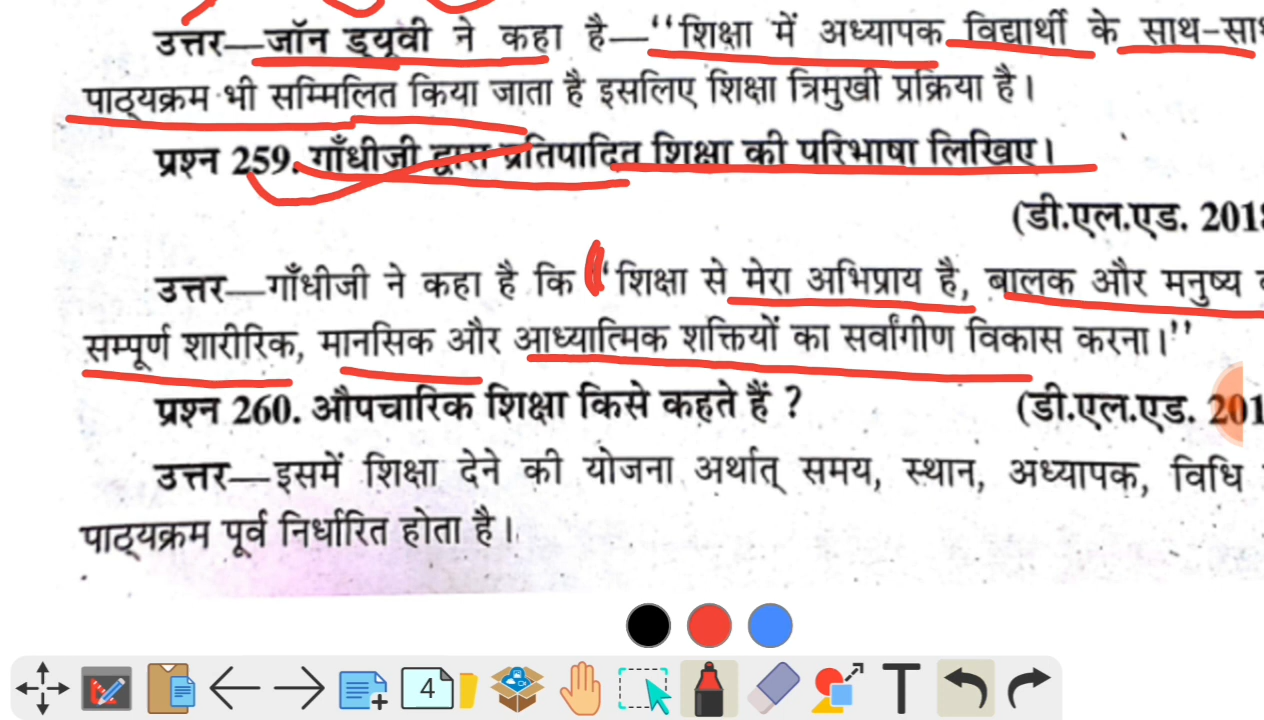 उत्तर—जॉन ड्यूवी ने कहा है—‘‘शिक्षा में अध्यापक विद्यार्थी के साथ-साथ
पाठ्यक्रम भी सम्मिलित किया जाता है इसलिए शिक्षा त्रिमुखी प्रक्रिया है।
प्रश्न 259. गाँधीजी द्वारा प्रतिपादित शिक्षा की परिभाषा लिखिए।
(डी.एल.एड. 2018
उत्तर—गाँधीजी ने कहा है कि ‘‘शिक्षा से मेरा अभिप्राय है, बालक और मनुष्य
सम्पूर्ण शारीरिक, मानसिक और आध्यात्मिक शक्तियों का सर्वांगीण विकास करना।’’
प्रश्न 260. औपचारिक शिक्षा किसे कहते हैं ? (डी.एल.एड. 201
उत्तर—इसमें शिक्षा देने की योजना अर्थात् समय, स्थान, अध्यापक, विधि
पाठ्यक्रम पूर्व निर्धारित होता है।
4
T